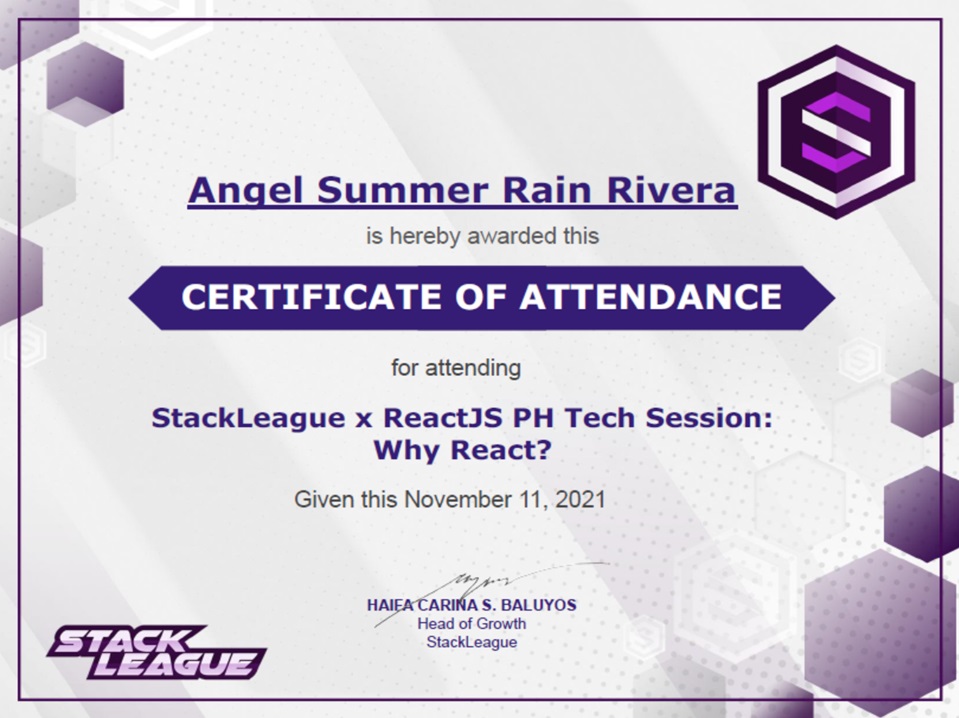 Angel Summer Rain Rivera
is hereby awarded this
CERTIFICATE OF ATTENDANCE
for attending
StackLeague x ReactJS PH Tech Session:
Why React?
Given this November 11, 2021
HAIFA CARINA S. BALUYOS
Head of Growth
StackLeague
STACK
LEAGUE